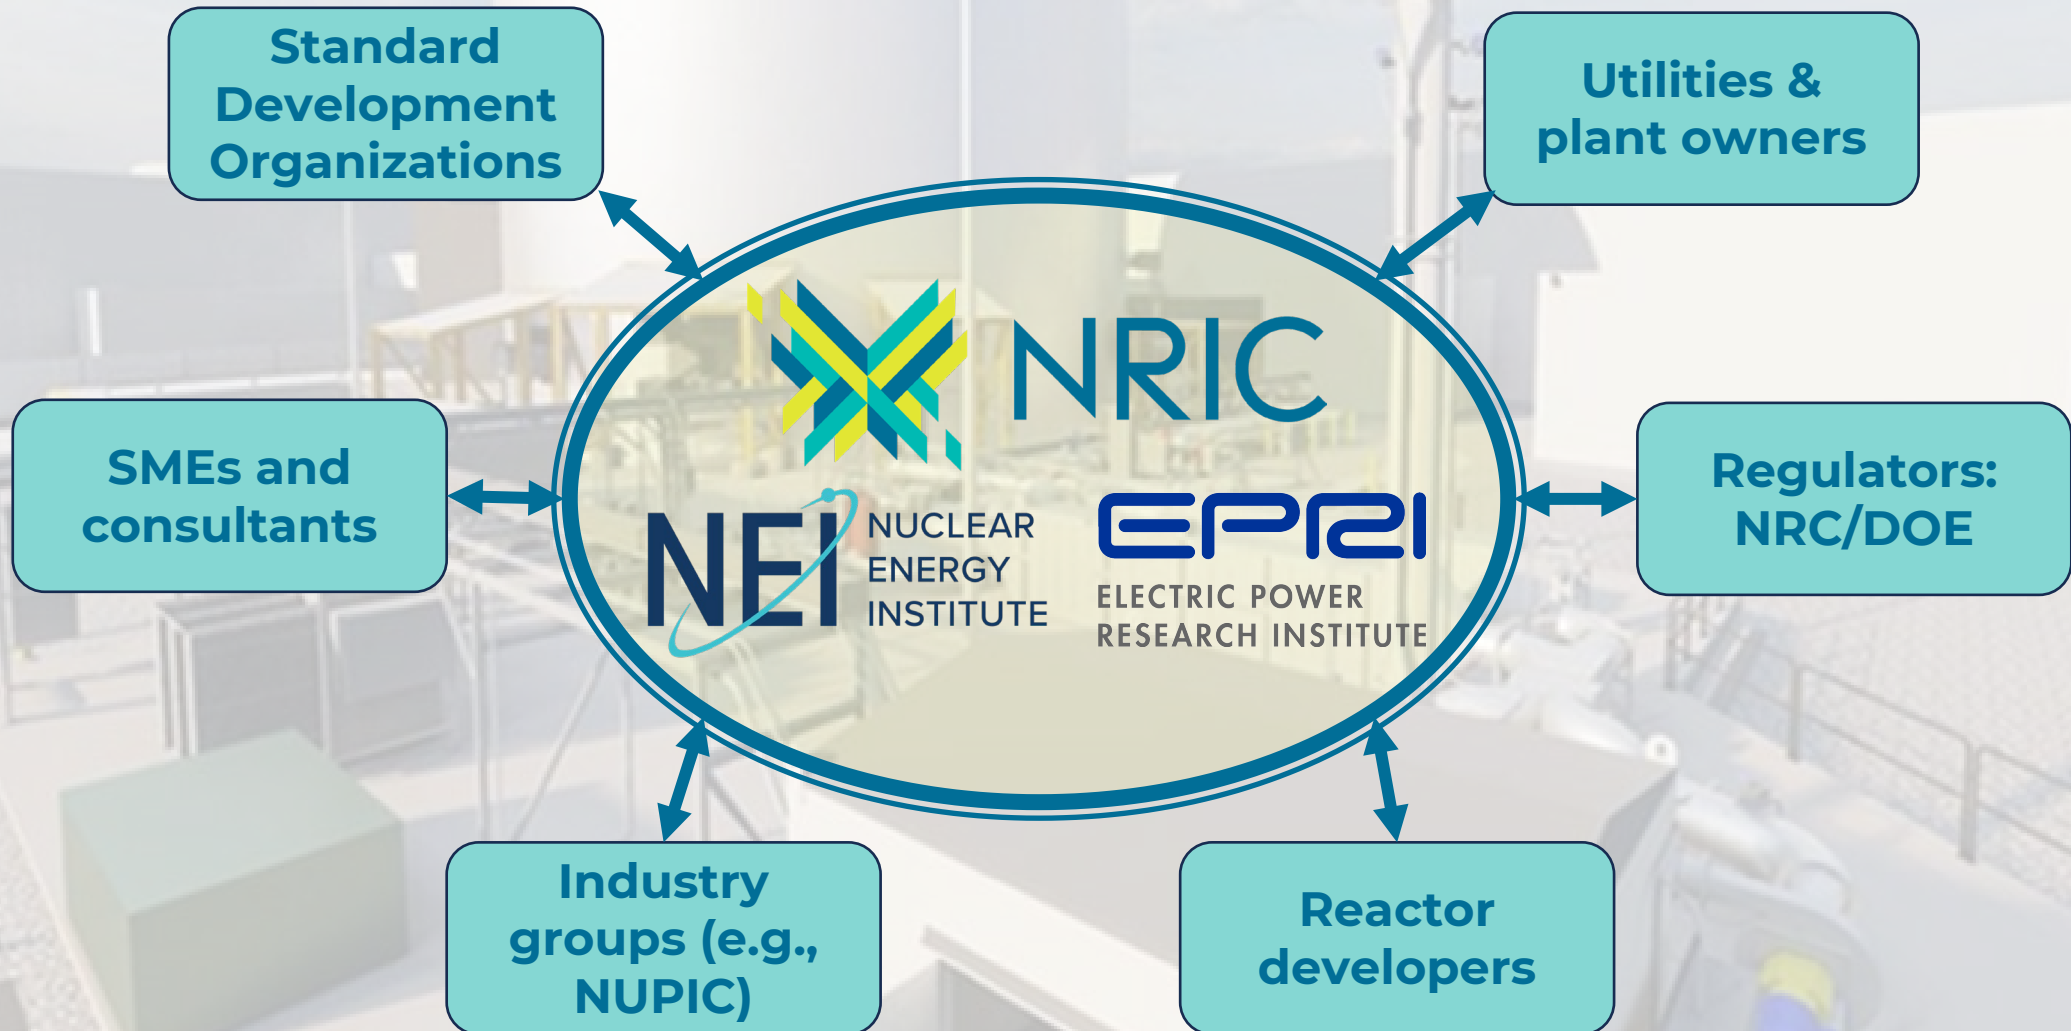 Standard
Development
Organizations
Utilities &
plant owners
NRIC
SMEs and
consultants
Regulators:
NRC/DOE
NEI
NUCLEAR
ENERGY
INSTITUTE
EPRI
ELECTRIC POWER
RESEARCH INSTITUTE
Industry
groups (e.g.,
NUPIC)
Reactor
developers